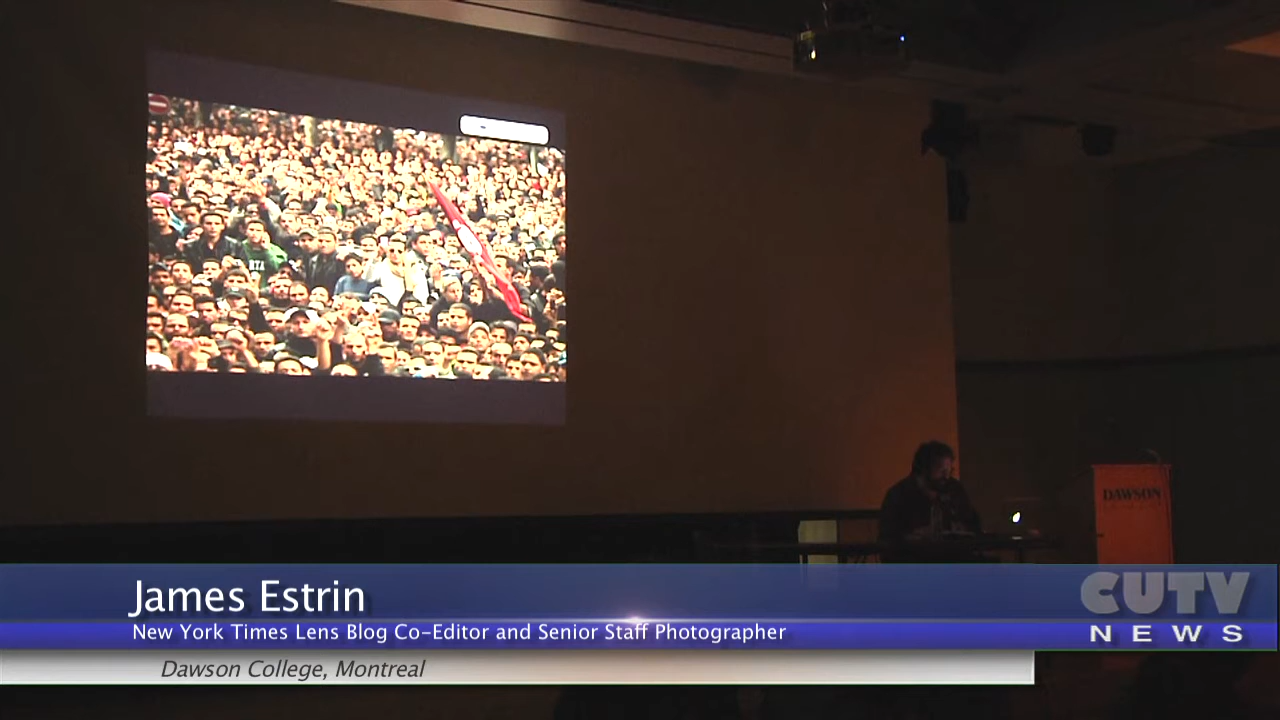 RTA
DAWSON
James Estrin
New York Times Lens Blog Co-Editor and Senior Staff Photographer
Dawson College, Montreal
CUTV
NEWS